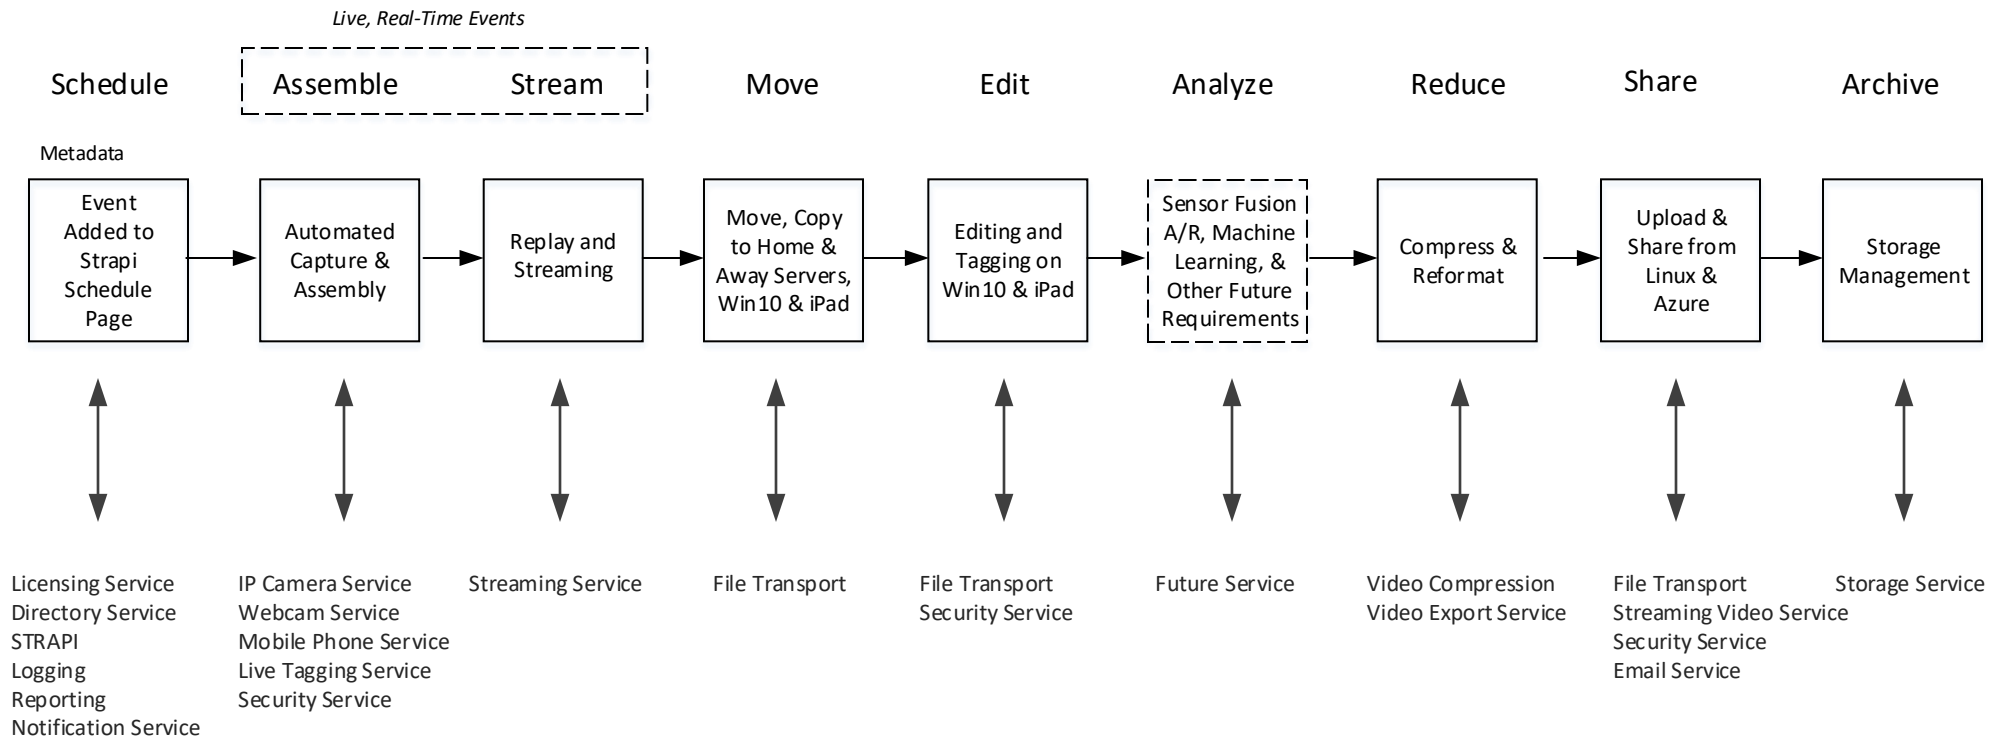 Live, Real-Time Events
Schedule
Assemble
Stream
Move
Edit
Analyze
Reduce
Share
Archive
Metadata
Event
Added to
Strapi
Schedule
Page
Automated
Capture &
Assembly
Replay and
Streaming
Move, Copy
to Home &
Away Servers,
Win10 & iPad
Editing and
Tagging on
Win10 & iPad
Sensor Fusion
A/R, Machine
Learning, &
Other Future
Requirements
Compress &
Reformat
Upload &
Share from
Linux &
Azure
Storage
Management
Licensing Service
Directory Service
STRAPI
Logging
Reporting
Notification Service
IP Camera Service
Webcam Service
Mobile Phone Service
Live Tagging Service
Security Service
Streaming Service
File Transport
File Transport
Security Service
Future Service
Video Compression
Video Export Service
File Transport
Streaming Video Service
Security Service
Email Service
Storage Service